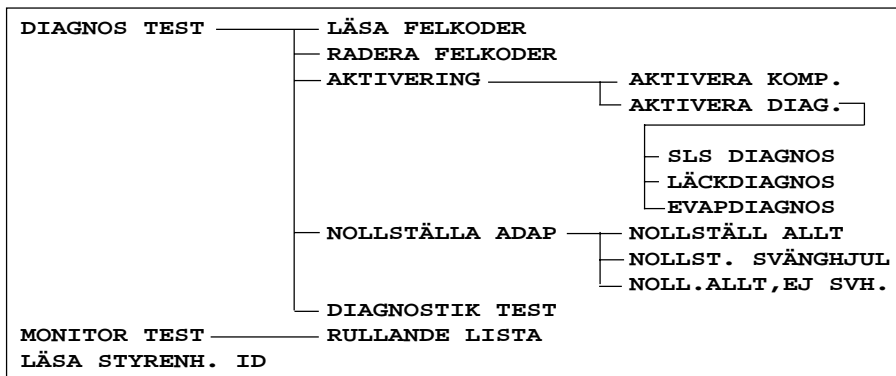 DIAGNOS TEST LÄSA FELKODER
RADERA FELKODER
AKTIVERING AKTIVERA KOMP.
AKTIVERA DIAG.
SLS DIAGNOS
LÄCKDIAGNOS
EVAPDIAGNOS
NOLLSTÄLLA ADAP NOLLSTÄLL ALLT
NOLLST. SVÄNGHJUL
NOLL.ALLT,EJ SVH.
DIAGNOSTIK TEST
MONITOR TEST RULLANDE LISTA
LÄSA STYRENH. ID